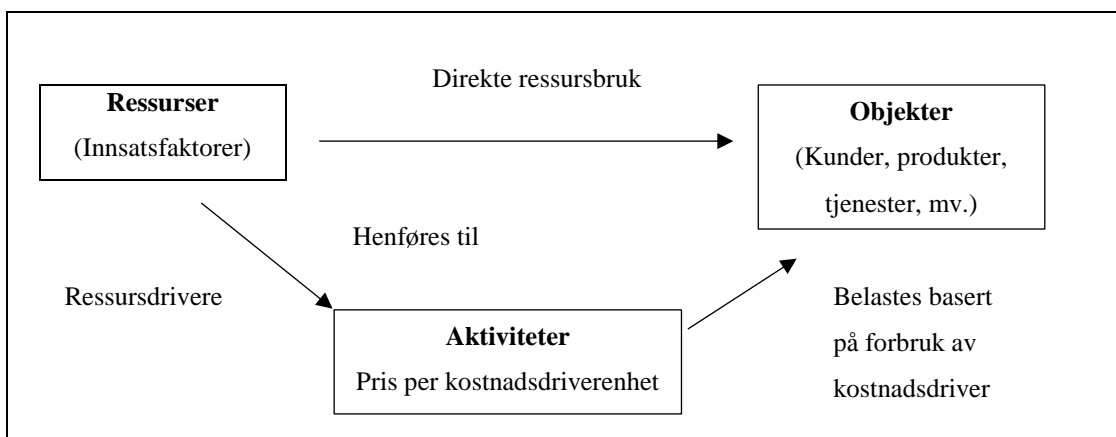 Direkte ressursbruk
Ressurser
(Innsatsfaktorer)
Objekter
(Kunder, produkter,
tjenester, mv.)
Henføres til
Ressursdrivere
Aktiviteter
Pris per kostnadsdriverenhet
Belastes basert
på forbruk av
kostnadsdriver